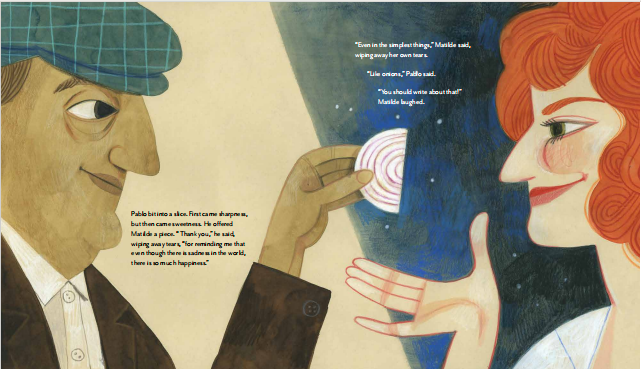 Pablo bit into a slice. First came sharpness,
but then came sweetness. He offered
Matilde a piece. “Thank you,” he said,
wiping away tears, “for reminding me that
even though there is sadness in the world,
there is so much happiness.”
“Even in the simplest things,” Matilde said,
wiping away her own tears.
“Like onions,” Pablo said.
“You should write about that!”
Matilde laughed.